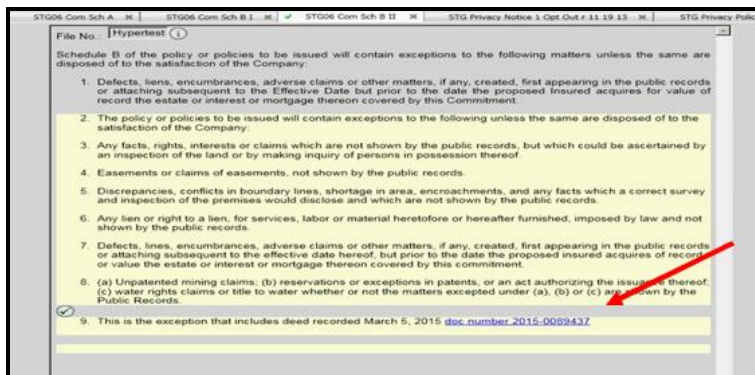 STG06 Com Sch A
STG06 Com Sch B I
STG06 Com Sch B II
STG Privacy Notice 1 Opt Out r 11 19 13
STG Privacy Polic
File No.: Hypertest
Schedule B of the policy or policies to be issued will contain exceptions to the following matters unless the same are
disposed of to the satisfaction of the Company:
1. Defects, liens, encumbrances, adverse claims or other matters, if any, created, first appearing in the public records
or attaching subsequent to the Effective Date but prior to the date the proposed Insured acquires for value of
record the estate or interest or mortgage thereon covered by this Commitment.
2. The policy or policies to be issued will contain exceptions to the following unless the same are disposed of to the
satisfaction of the Company:
3. Any facts, rights, interests or claims which are not shown by the public records, but which could be ascertained by
an inspection of the land or by making inquiry of persons in possession thereof.
4. Easements or claims of easements, not shown by the public records.
5. Discrepancies, conflicts in boundary lines, shortage in area, encroachments, and any facts which a correct survey
and inspection of the premises would disclose and which are not shown by the public records.
6. Any lien or right to a lien, for services, labor or material heretofore or hereafter furnished, imposed by law and not
shown by the public records.
7. Defects, lines, encumbrances, adverse claims or other matters, if any, created, first appearing in the public records
or attaching subsequent to the effective date hereof, but prior to the date the proposed insured acquires of record
or value the estate or interest or mortgage thereon covered by this commitment.
8. (a) Unpatented mining claims; (b) reservations or exceptions in patents, or an act authorizing the issuance thereof;
(c) water rights claims or title to water whether or not the matters excepted under (a), (b) or (c) are shown by the
Public Records.
9. This is the exception that includes deed recorded March 5, 2015 doc number 2015-0089437